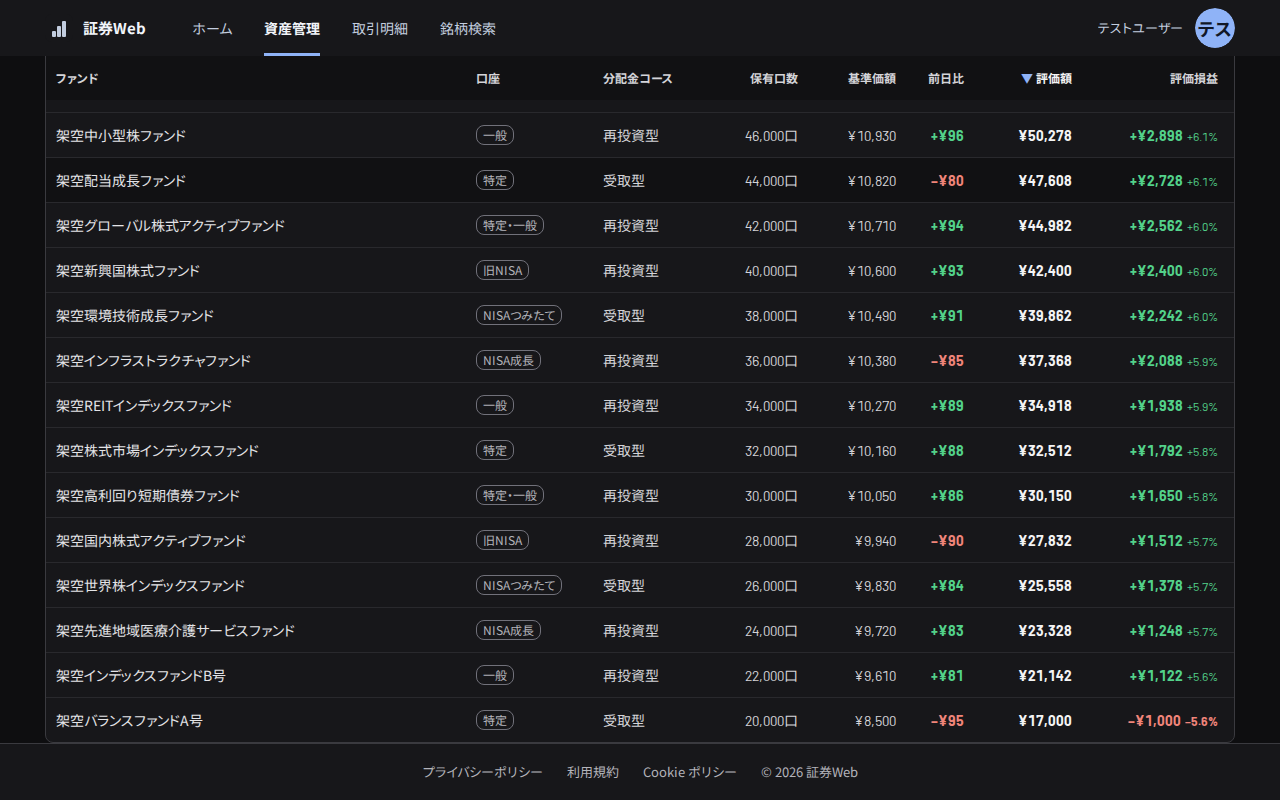 証券Web ホーム 資産管理 取引明細 銘柄検索 テストユーザー テス
ファンド 口座 分配金コース 保有口数 基準価額 前日比 ▼評価額 評価損益
架空中小型株ファンド 一般 再投資型 46,000口 ¥10,930 +¥96 ¥50,278 +¥2,898 +6.1%
架空配当成長ファンド 特定 受取型 44,000口 ¥10,820 −¥80 ¥47,608 +¥2,728 +6.1%
架空グローバル株式アクティブファンド 特定・一般 再投資型 42,000口 ¥10,710 +¥94 ¥44,982 +¥2,562 +6.0%
架空新興国株式ファンド 旧NISA 再投資型 40,000口 ¥10,600 +¥93 ¥42,400 +¥2,400 +6.0%
架空環境技術成長ファンド NISAつみたて 受取型 38,000口 ¥10,490 +¥91 ¥39,862 +¥2,242 +6.0%
架空インフラストラクチャファンド NISA成長 再投資型 36,000口 ¥10,380 −¥85 ¥37,368 +¥2,088 +5.9%
架空REITインデックスファンド 一般 再投資型 34,000口 ¥10,270 +¥89 ¥34,918 +¥1,938 +5.9%
架空株式市場インデックスファンド 特定 受取型 32,000口 ¥10,160 +¥88 ¥32,512 +¥1,792 +5.8%
架空高利回り短期債券ファンド 特定・一般 再投資型 30,000口 ¥10,050 +¥86 ¥30,150 +¥1,650 +5.8%
架空国内株式アクティブファンド 旧NISA 再投資型 28,000口 ¥9,940 −¥90 ¥27,832 +¥1,512 +5.7%
架空世界株インデックスファンド NISAつみたて 受取型 26,000口 ¥9,830 +¥84 ¥25,558 +¥1,378 +5.7%
架空先進地域医療介護サービスファンド NISA成長 再投資型 24,000口 ¥9,720 +¥83 ¥23,328 +¥1,248 +5.7%
架空インデックスファンドB号 一般 再投資型 22,000口 ¥9,610 +¥81 ¥21,142 +¥1,122 +5.6%
架空バランスファンドA号 特定 受取型 20,000口 ¥8,500 −¥95 ¥17,000 −¥1,000 −5.6%
プライバシーポリシー 利用規約 Cookie ポリシー © 2026 証券Web